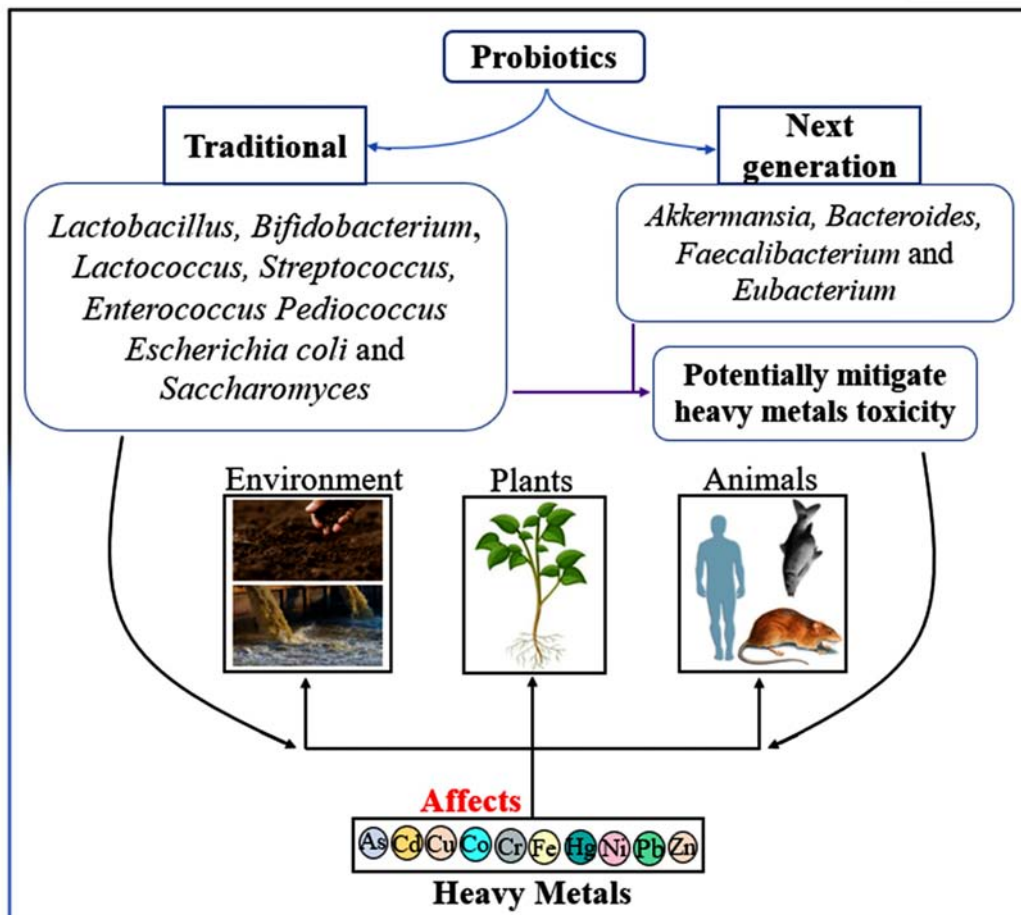 Probiotics
Traditional
Next
generation
Lactobacillus, Bifidobacterium,
Lactococcus, Streptococcus,
Enterococcus Pediococcus
Escherichia coli and
Saccharomyces
Akkermansia, Bacteroides,
Faecalibacterium and
Eubacterium
Potentially mitigate
heavy metals toxicity
Environment
Plants
Animals
Affects
As Cd Cu Co Cr Fe Hg Ni Pb Zn
Heavy Metals